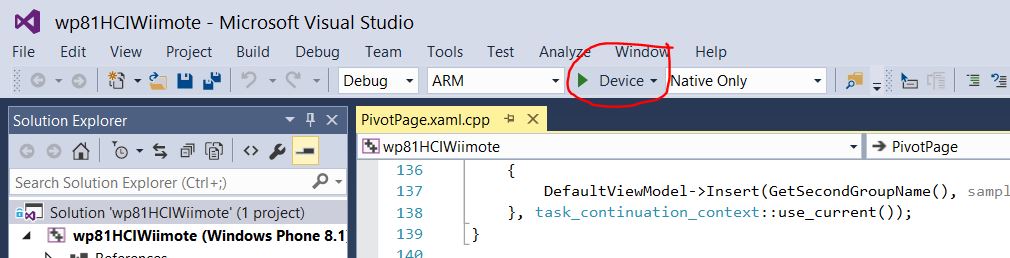 wp81HCIWiimote - Microsoft Visual Studio
File Edit View Project Build Debug Team Tools Test Analyze Window Help
Debug ARM Device Native Only
Solution Explorer
Search Solution Explorer (Ctrl+;)
Solution 'wp81HCIWiimote' (1 project)
wp81HCIWiimote (Windows Phone 8.1)
References
PivotPage.xaml.cpp
wp81HCIWiimote PivotPage
136 {
137 DefaultViewModel->Insert(GetSecondGroupName(), samp
138 }, task_continuation_context::use_current());
139 }
140